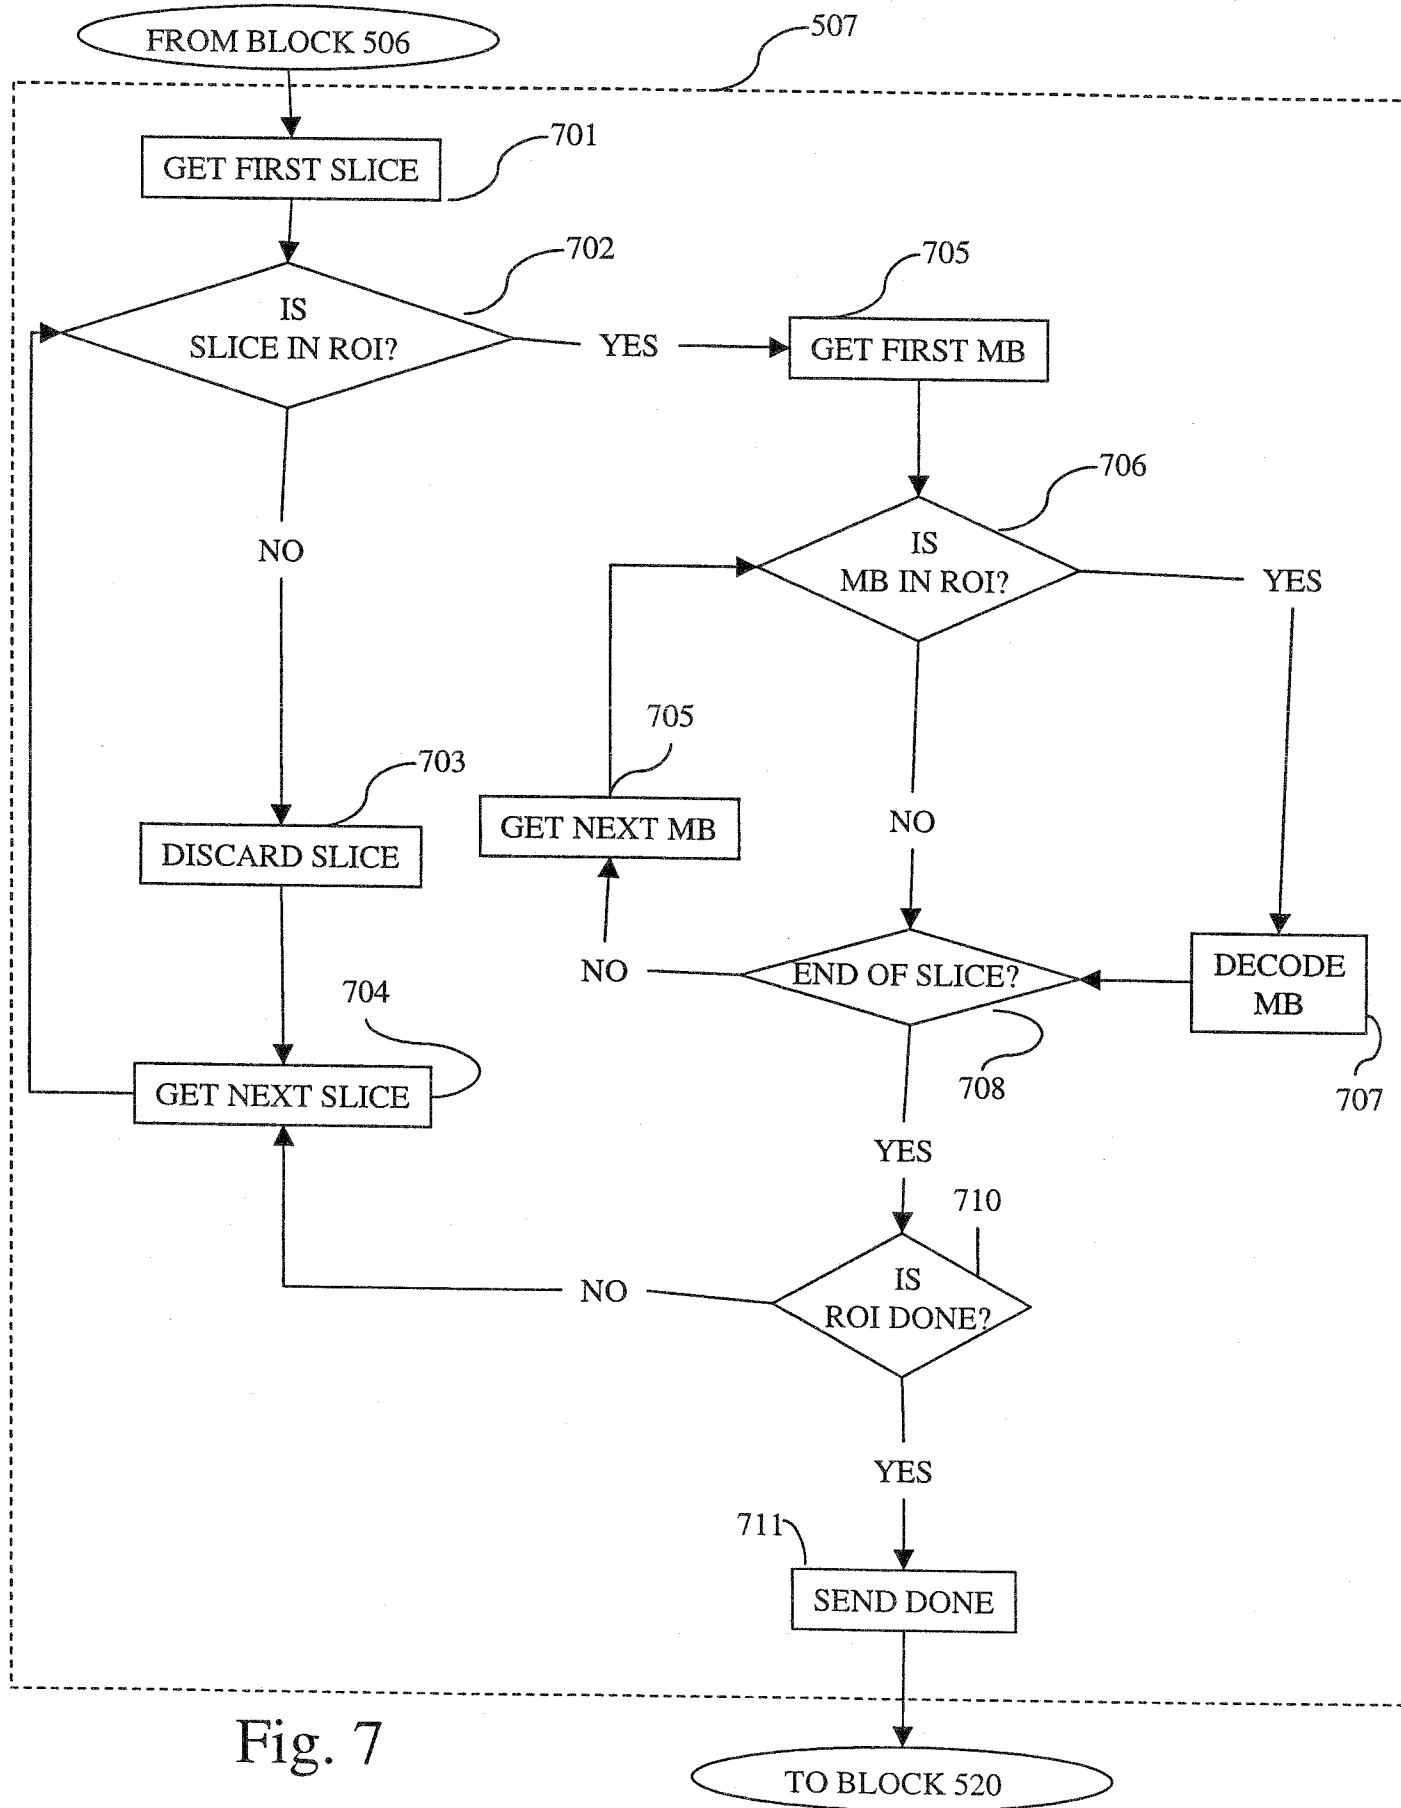 FROM BLOCK 506
507
GET FIRST SLICE
701
IS
SLICE IN ROI?
702
YES
GET FIRST MB
705
NO
IS
MB IN ROI?
706
YES
705
GET NEXT MB
703
DISCARD SLICE
NO
NO
END OF SLICE?
DECODE
MB
704
GET NEXT SLICE
708
707
YES
710
NO
IS
ROI DONE?
YES
711
SEND DONE
Fig. 7
TO BLOCK 520